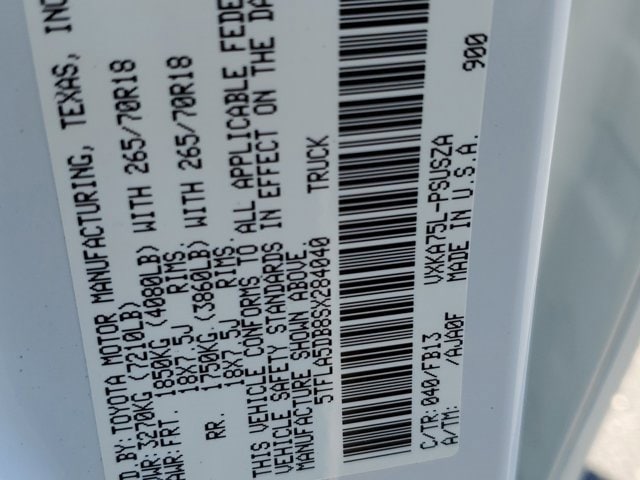 D BY: TOYOTA MOTOR MANUFACTURING, TEXAS, INC
VWR: 3270KG (7210LB)
AWR: FRT. 1850KG (4080LB) WITH 265/70R18
18X7.5J RIMS.
RR. 1750KG (3860LB) WITH 265/70R18
18X7.5J RIMS.
THIS VEHICLE CONFORMS TO ALL APPLICABLE FEDE
VEHICLE SAFETY STANDARDS IN EFFECT ON THE DA
MANUFACTURE SHOWN ABOVE.
5TFLA5DB8SX284040 TRUCK
C/TR: 040/FB13 VXKA75L-PSUSZA 900
A/TM: /AJA0F MADE IN U.S.A.